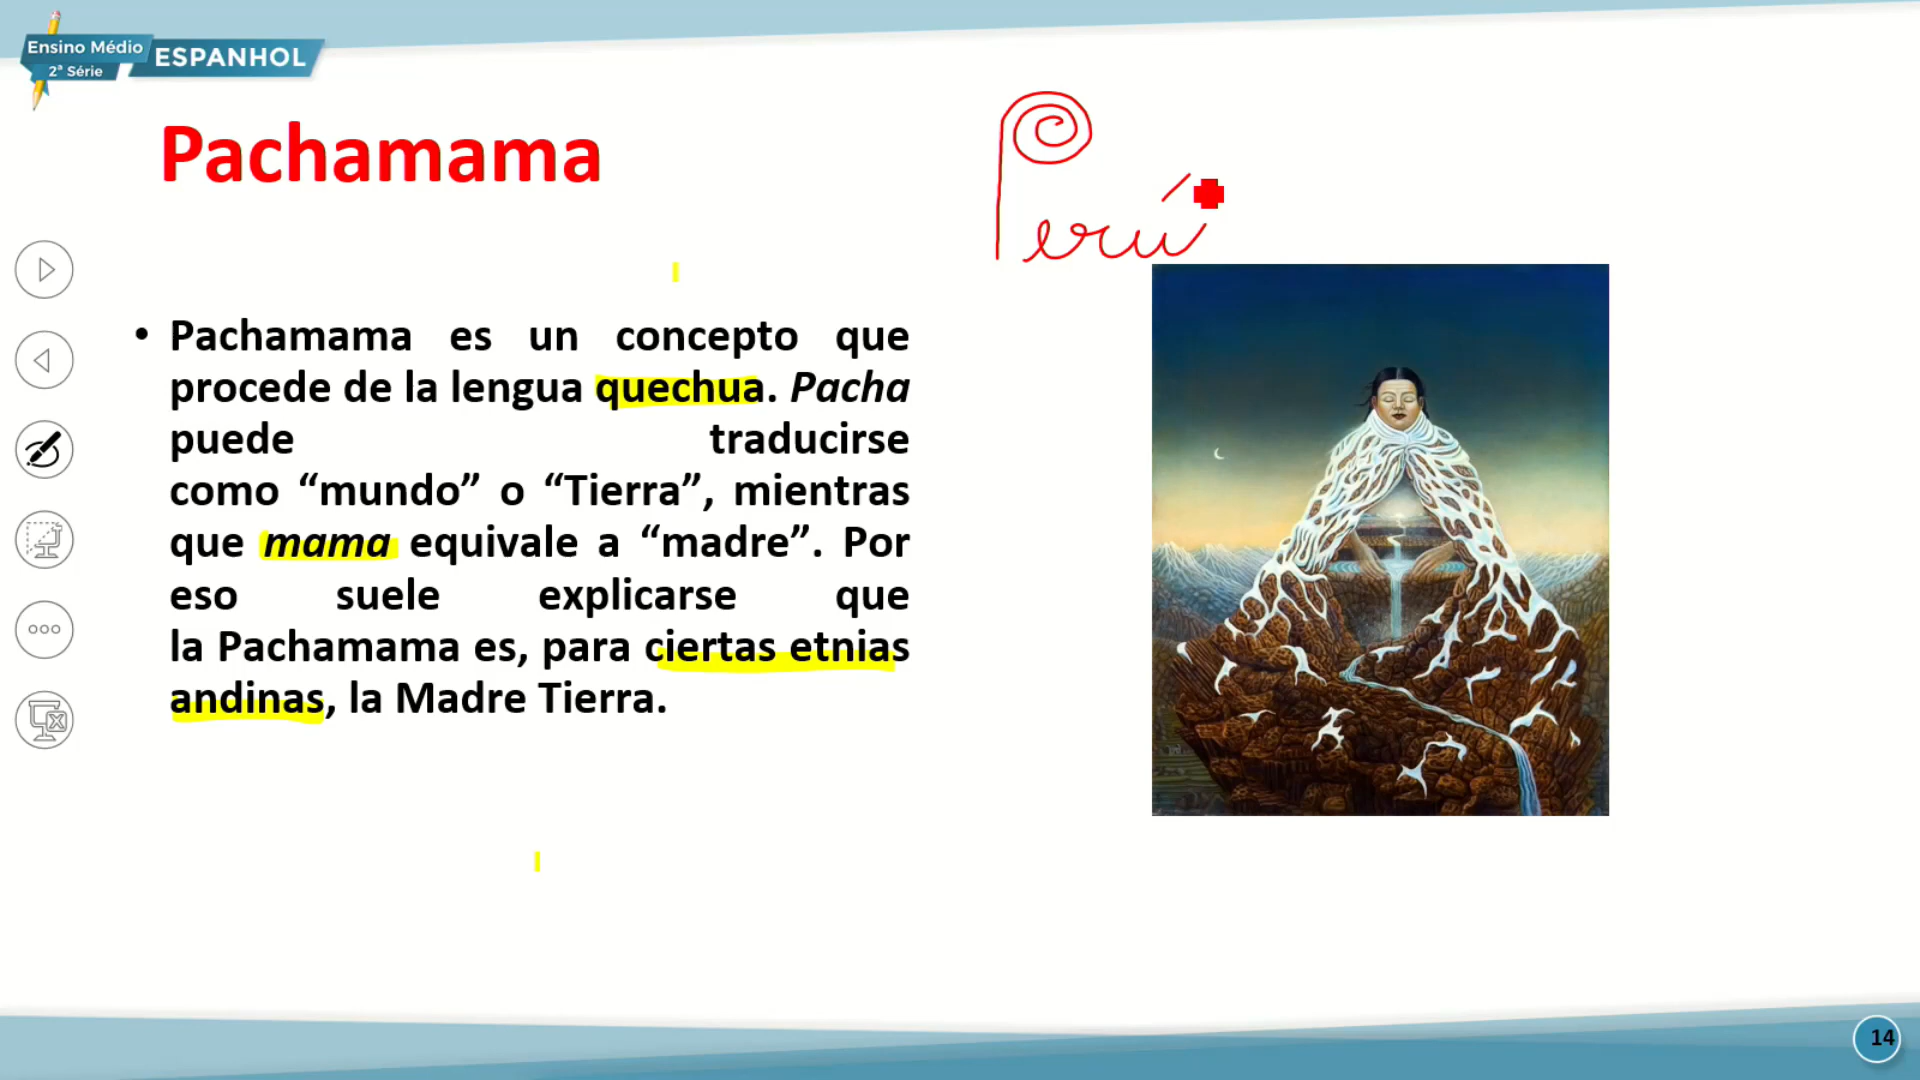 Ensino Médio
2ª Série
ESPANHOL
Pachamama
Perú
• Pachamama es un concepto que
procede de la lengua quechua. Pacha
puede traducirse
como “mundo” o “Tierra”, mientras
que mama equivale a “madre”. Por
eso suele explicarse que
la Pachamama es, para ciertas etnias
andinas, la Madre Tierra.
14